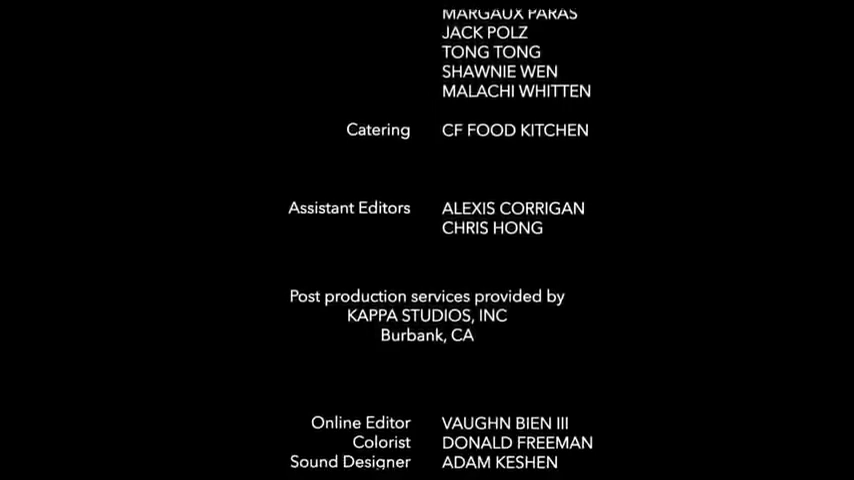 MARGAUX PARAS
JACK POLZ
TONG TONG
SHAWNIE WEN
MALACHI WHITTEN
Catering CF FOOD KITCHEN
Assistant Editors ALEXIS CORRIGAN
CHRIS HONG
Post production services provided by
KAPPA STUDIOS, INC
Burbank, CA
Online Editor VAUGHN BIEN III
Colorist DONALD FREEMAN
Sound Designer ADAM KESHEN